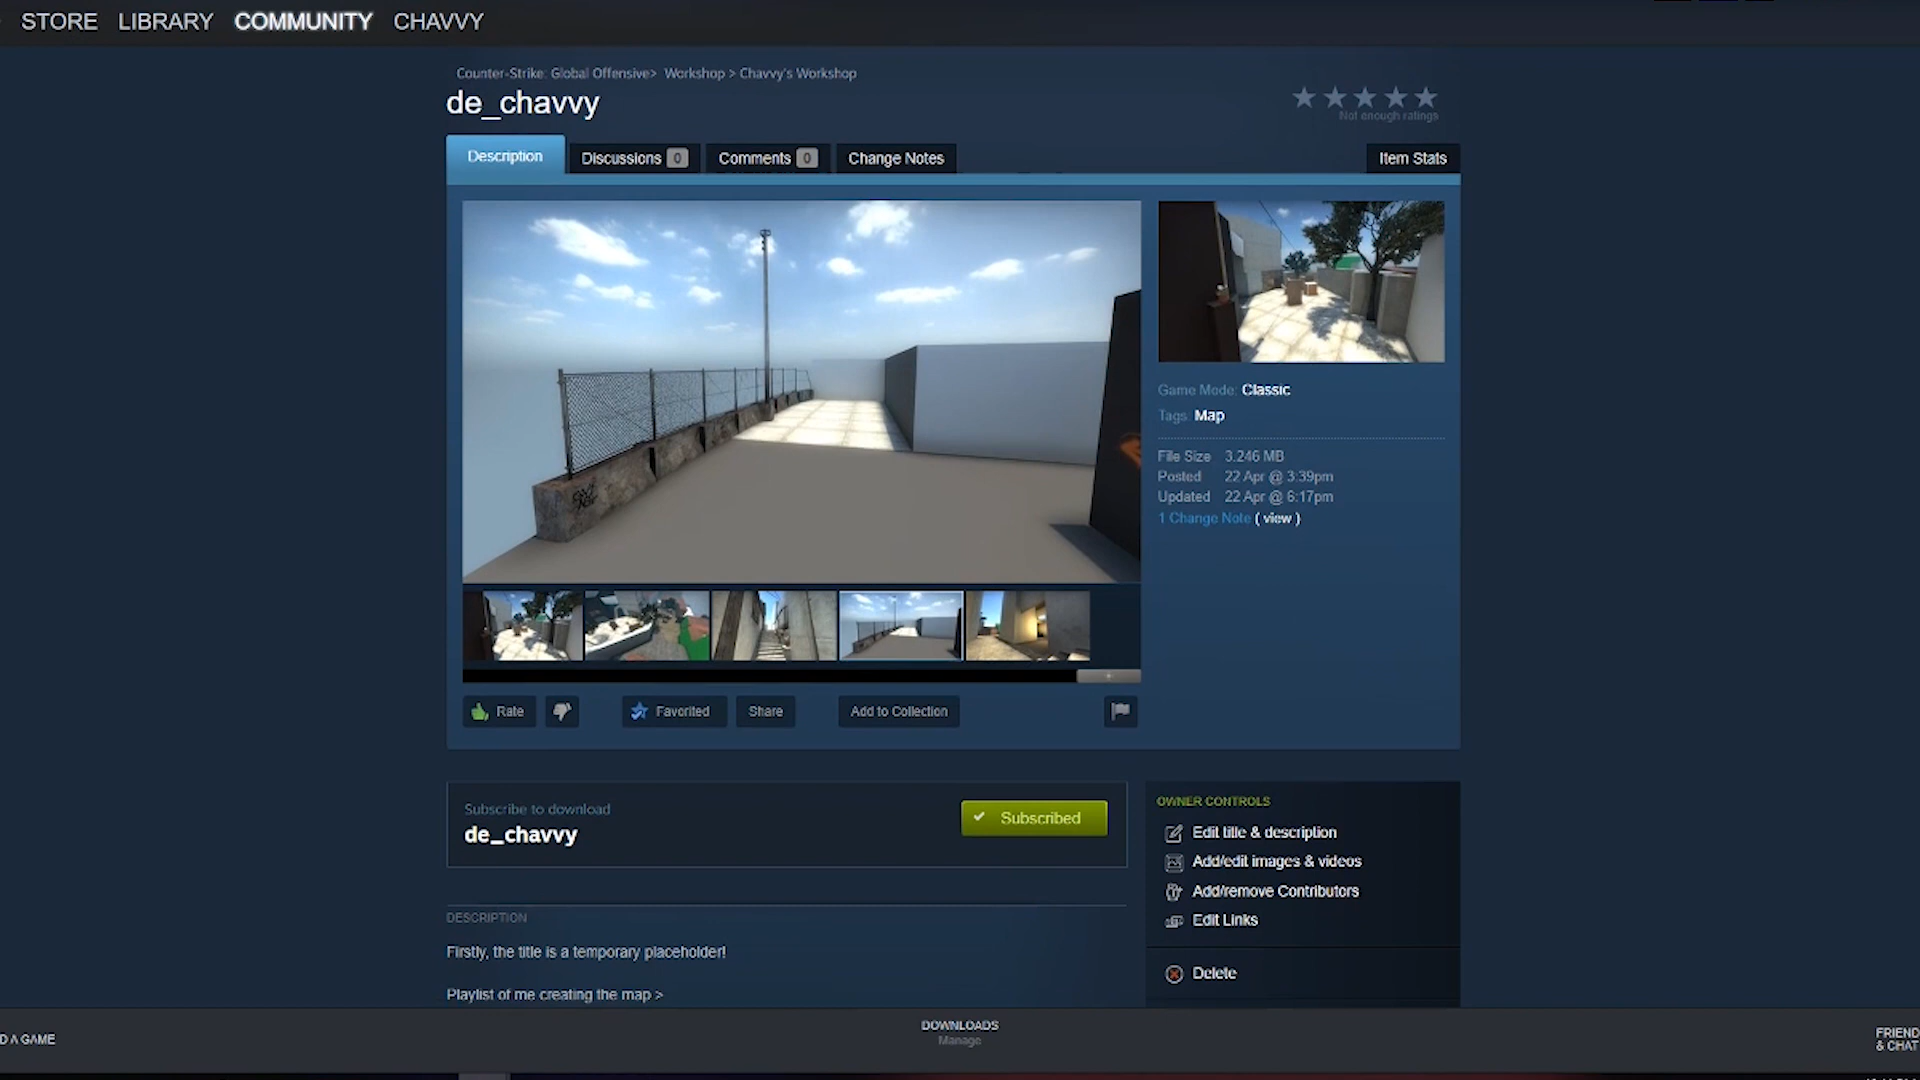 STORE LIBRARY COMMUNITY CHAVVY
Counter-Strike: Global Offensive> Workshop > Chavvy's Workshop
de_chavvy
Not enough ratings
Description Discussions 0 Comments 0 Change Notes Item Stats
Game Mode: Classic
Tags: Map
File Size 3.246 MB
Posted 22 Apr @ 3:39pm
Updated 22 Apr @ 6:17pm
1 Change Note ( view )
Rate Favorited Share Add to Collection
Subscribe to download
de_chavvy
Subscribed
OWNER CONTROLS
Edit title & description
Add/edit images & videos
Add/remove Contributors
Edit Links
Delete
DESCRIPTION
Firstly, the title is a temporary placeholder!
Playlist of me creating the map >
D A GAME
DOWNLOADS
Manage
FRIEND
& CHAT